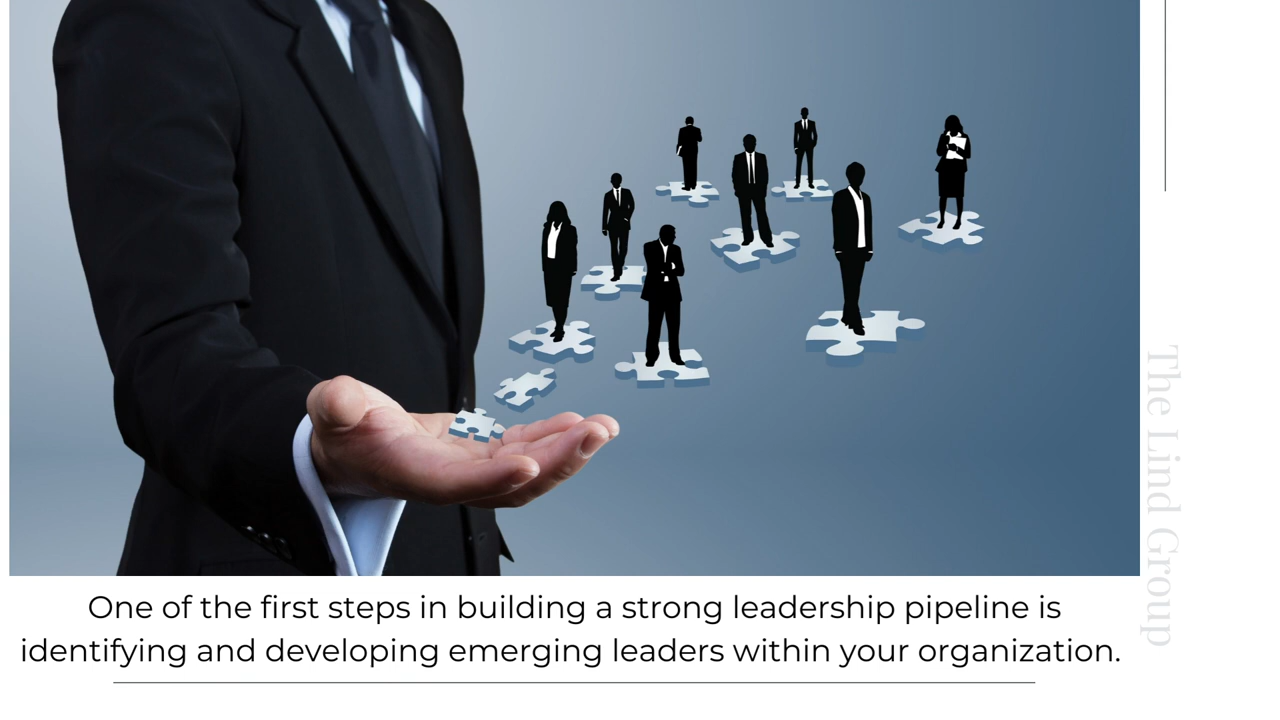 One of the first steps in building a strong leadership pipeline is
identifying and developing emerging leaders within your organization.
The Lind Group